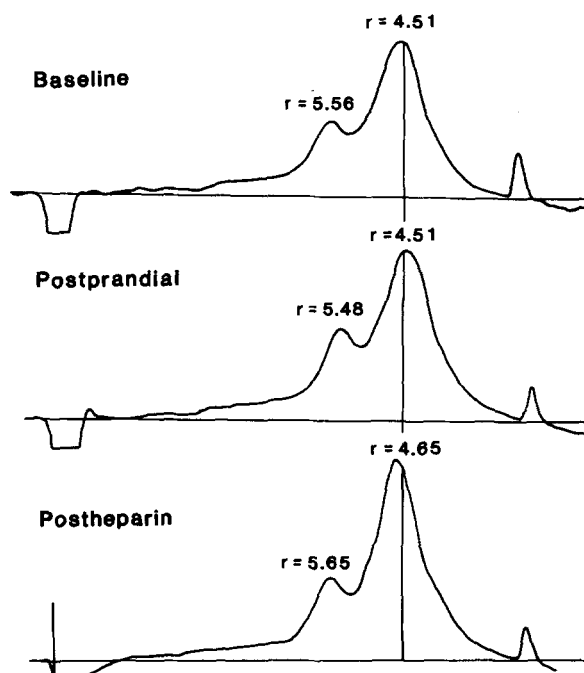 r = 4.51
Baseline
r = 5.56
r = 4.51
Postprandial
r = 5.48
r = 4.65
Postheparin
r = 5.65